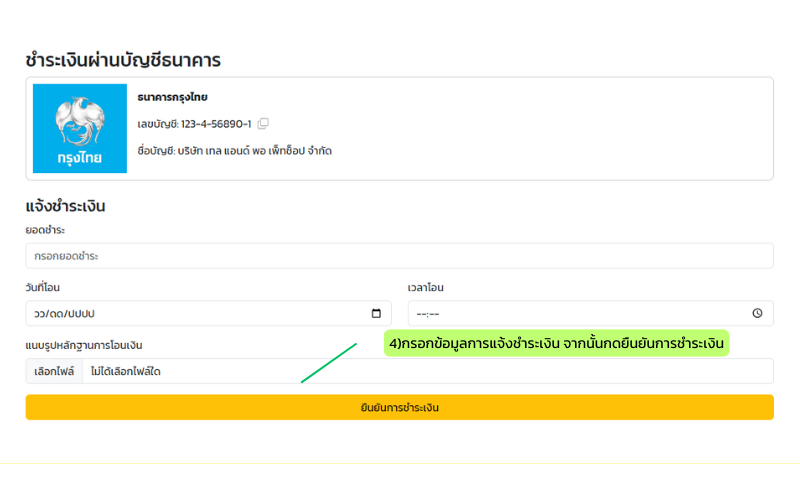 ชำระเงินผ่านบัญชีธนาคาร
กรุงไทย
ธนาคารกรุงไทย
เลขบัญชี: 123-4-56890-1
ชื่อบัญชี: บริษัท เทล แอนด์ พอ เพ็ทช็อป จำกัด
แจ้งชำระเงิน
ยอดชำระ
กรอกยอดชำระ
วันที่โอน
เวลาโอน
วว/ดด/ปปปป
--:--
แนบรูปหลักฐานการโอนเงิน
4)กรอกข้อมูลการแจ้งชำระเงิน จากนั้นกดยืนยันการชำระเงิน
เลือกไฟล์ ไม่ได้เลือกไฟล์ใด
ยืนยันการชำระเงิน